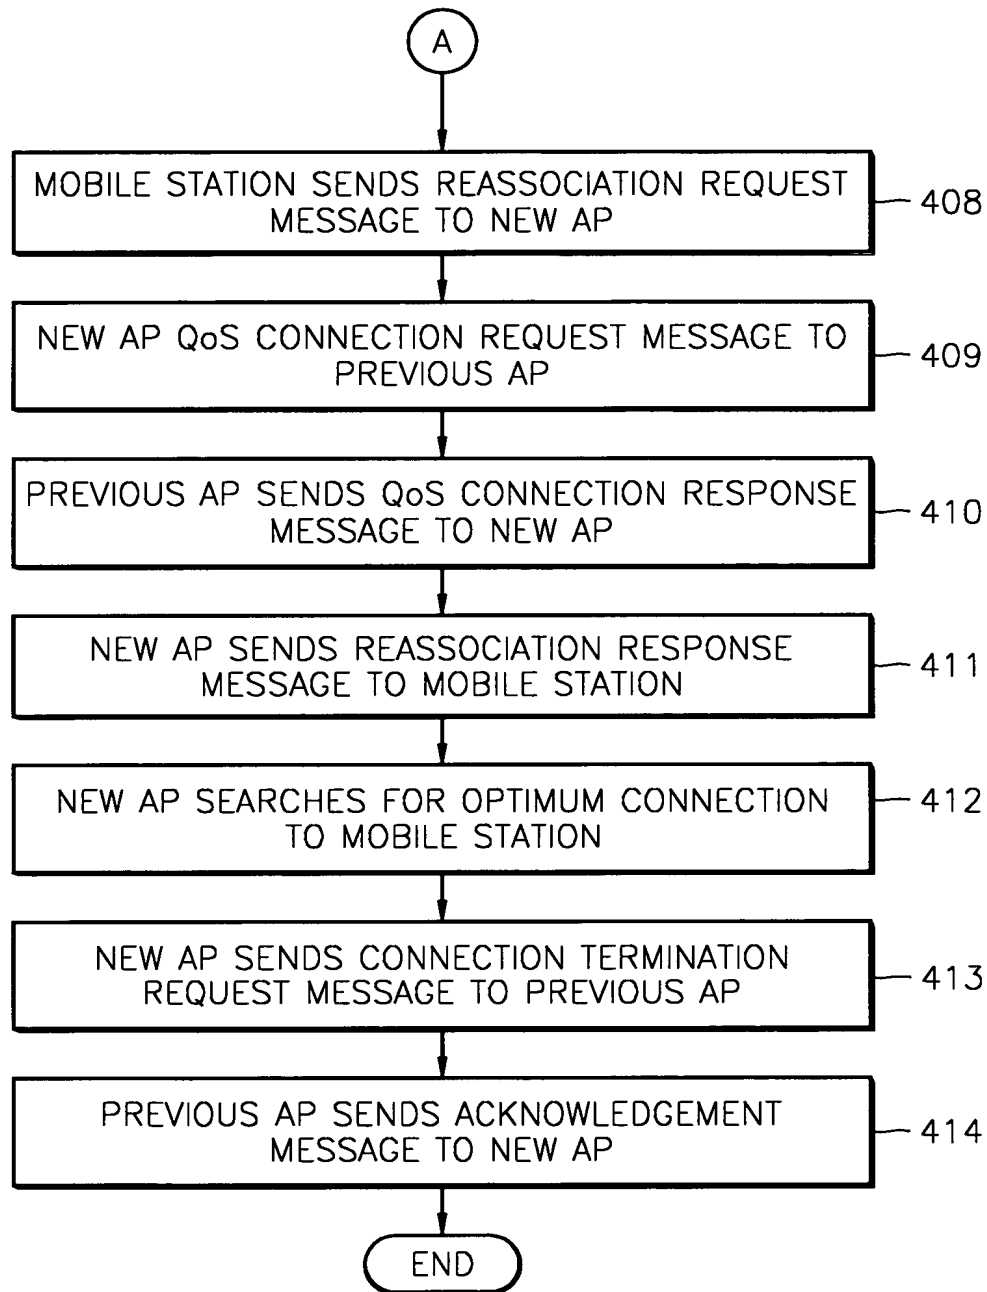 A
MOBILE STATION SENDS REASSOCIATION REQUEST
MESSAGE TO NEW AP
408
NEW AP QoS CONNECTION REQUEST MESSAGE TO
PREVIOUS AP
409
PREVIOUS AP SENDS QoS CONNECTION RESPONSE
MESSAGE TO NEW AP
410
NEW AP SENDS REASSOCIATION RESPONSE
MESSAGE TO MOBILE STATION
411
NEW AP SEARCHES FOR OPTIMUM CONNECTION
TO MOBILE STATION
412
NEW AP SENDS CONNECTION TERMINATION
REQUEST MESSAGE TO PREVIOUS AP
413
PREVIOUS AP SENDS ACKNOWLEDGEMENT
MESSAGE TO NEW AP
414
END